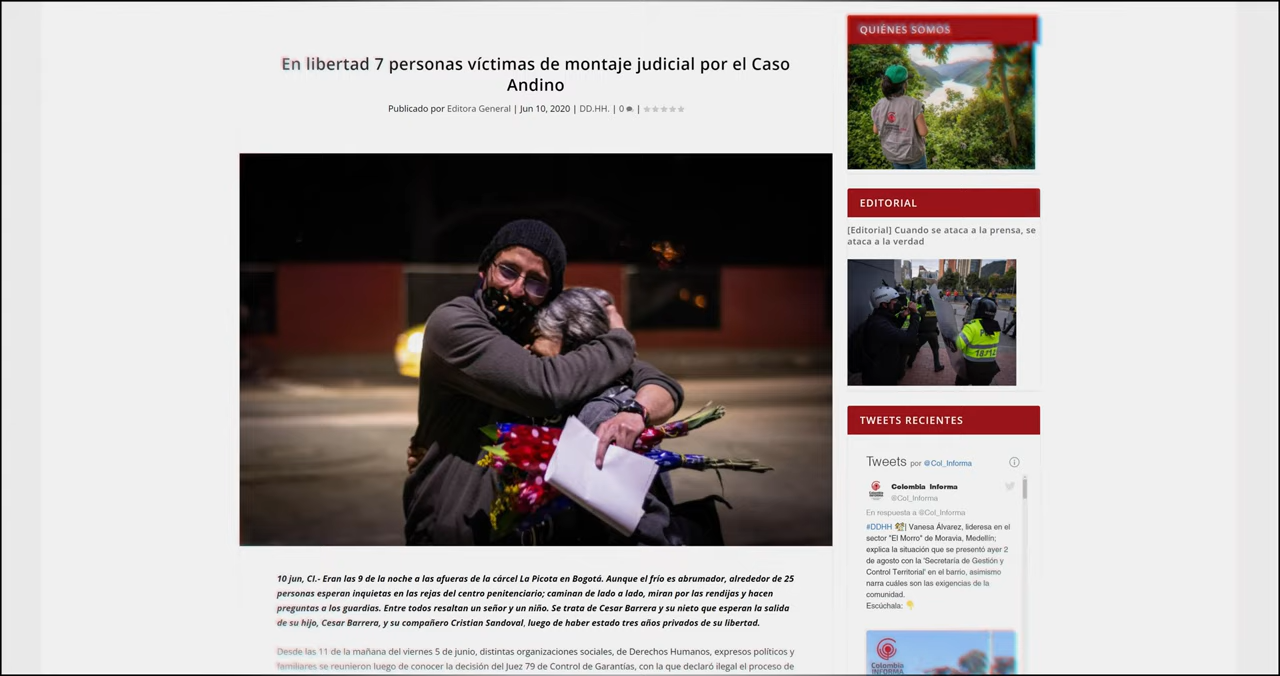 En libertad 7 personas víctimas de montaje judicial por el Caso
Andino
Publicado por Editora General | Jun 10, 2020 | DD.HH. | 0 |
10 jun, CI.- Eran las 9 de la noche a las afueras de la cárcel La Picota en Bogotá. Aunque el frío es abrumador, alrededor de 25
personas esperan inquietas en las rejas del centro penitenciario; caminan de lado a lado, miran por las rendijas y hacen
preguntas a los guardias. Entre todos resaltan un señor y un niño. Se trata de Cesar Barrera y su nieto que esperan la salida
de su hijo, Cesar Barrera, y su compañero Cristian Sandoval, luego de haber estado tres años privados de su libertad.
Desde las 11 de la mañana del viernes 5 de junio, distintas organizaciones sociales, de Derechos Humanos, expresos políticos y
familiares se reunieron luego de conocer la decisión del Juez 79 de Control de Garantías, con la que declaró ilegal el proceso de
QUIÉNES SOMOS
EDITORIAL
[Editorial] Cuando se ataca a la prensa, se
ataca a la verdad
TWEETS RECIENTES
Tweets por @Col_Informa
Colombia Informa
@Col_Informa
En respuesta a @Col_Informa
#DDHH | Vanesa Álvarez, lideresa en el
sector "El Morro" de Moravia, Medellín;
explica la situación que se presentó ayer 2
de agosto con la 'Secretaría de Gestión y
Control Territorial' en el barrio, asimismo
narra cuáles son las exigencias de la
comunidad.
Escúchala:
Colombia
INFORMA